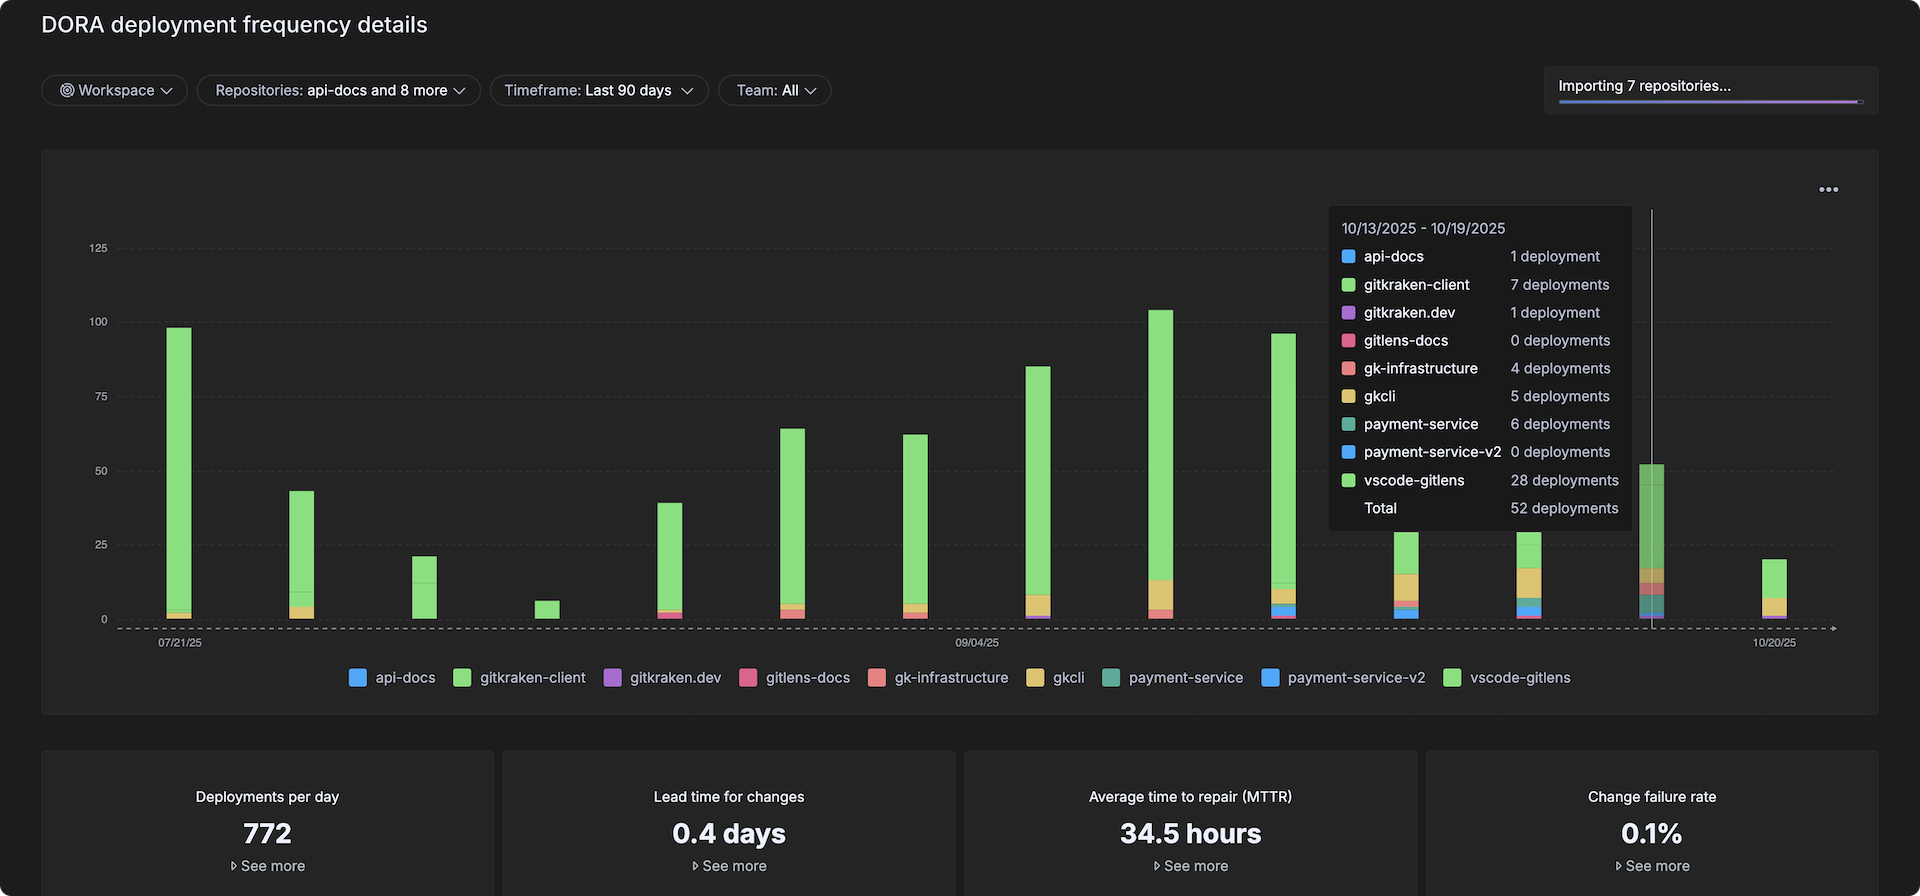 DORA deployment frequency details
Workspace
Repositories: api-docs and 8 more
Timeframe: Last 90 days
Team: All
Importing 7 repositories...
125
100
75
50
25
0
07/21/25
09/04/25
10/20/25
10/13/2025 - 10/19/2025
api-docs 1 deployment
gitkraken-client 7 deployments
gitkraken.dev 1 deployment
gitlens-docs 0 deployments
gk-infrastructure 4 deployments
gkcli 5 deployments
payment-service 6 deployments
payment-service-v2 0 deployments
vscode-gitlens 28 deployments
Total 52 deployments
api-docs gitkraken-client gitkraken.dev gitlens-docs gk-infrastructure gkcli payment-service payment-service-v2 vscode-gitlens
Deployments per day
772
See more
Lead time for changes
0.4 days
See more
Average time to repair (MTTR)
34.5 hours
See more
Change failure rate
0.1%
See more